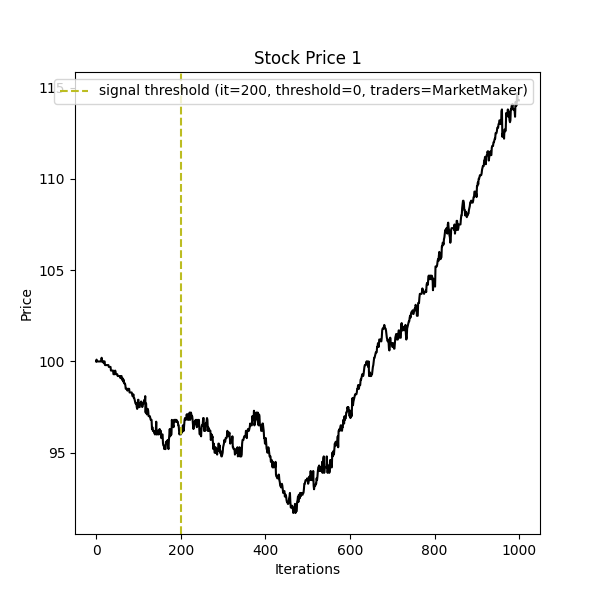 Stock Price 1
115
signal threshold (it=200, threshold=0, traders=MarketMaker)
110
105
100
95
Price
0 200 400 600 800 1000
Iterations